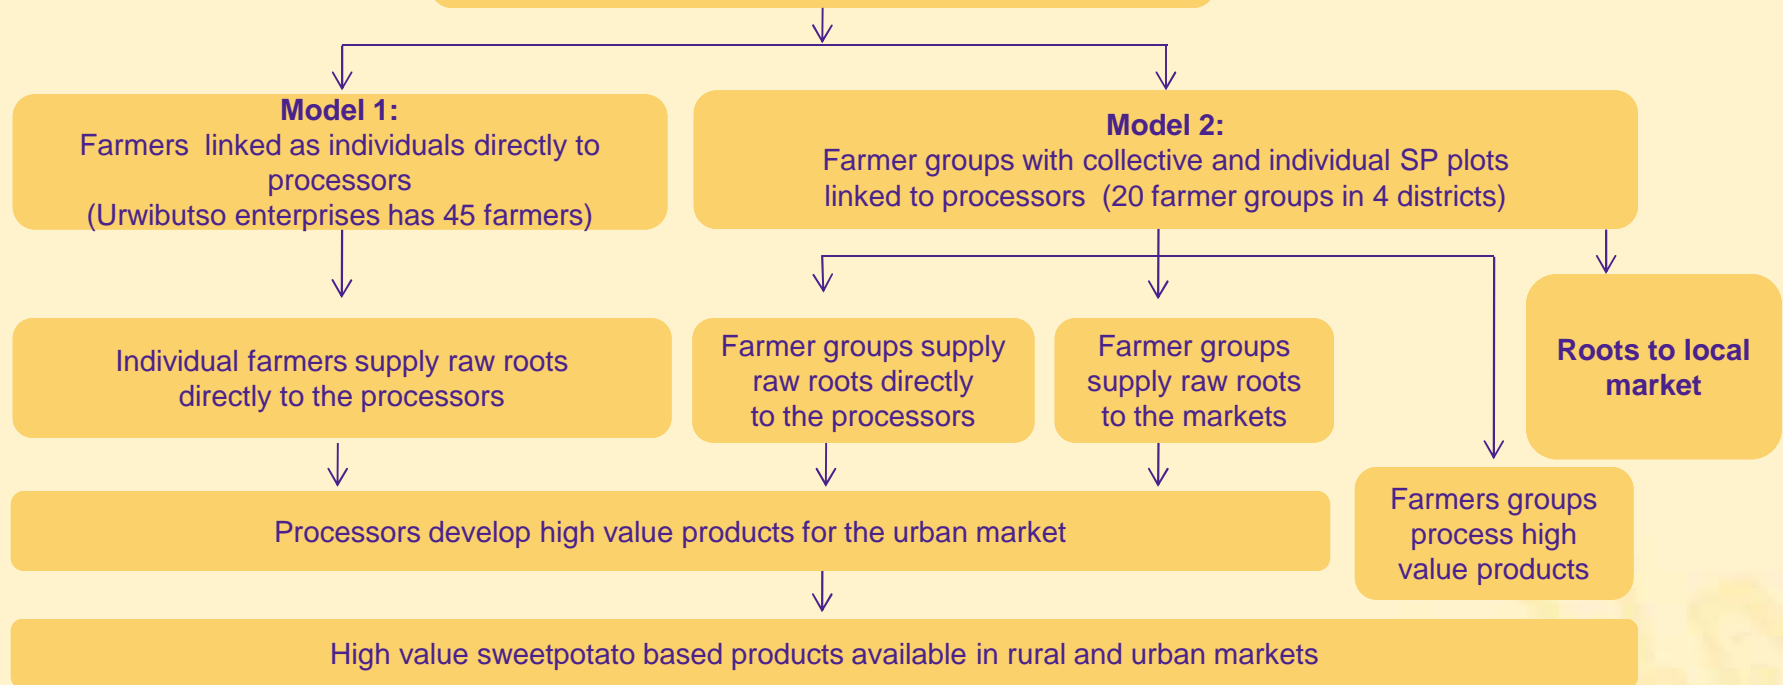 Model 1:
Farmers linked as individuals directly to
processors
(Urwibutso enterprises has 45 farmers)
Model 2:
Farmer groups with collective and individual SP plots
linked to processors (20 farmer groups in 4 districts)
Individual farmers supply raw roots
directly to the processors
Farmer groups supply
raw roots directly
to the processors
Farmer groups
supply raw roots
to the markets
Roots to local
market
Processors develop high value products for the urban market
Farmers groups
process high
value products
High value sweetpotato based products available in rural and urban markets